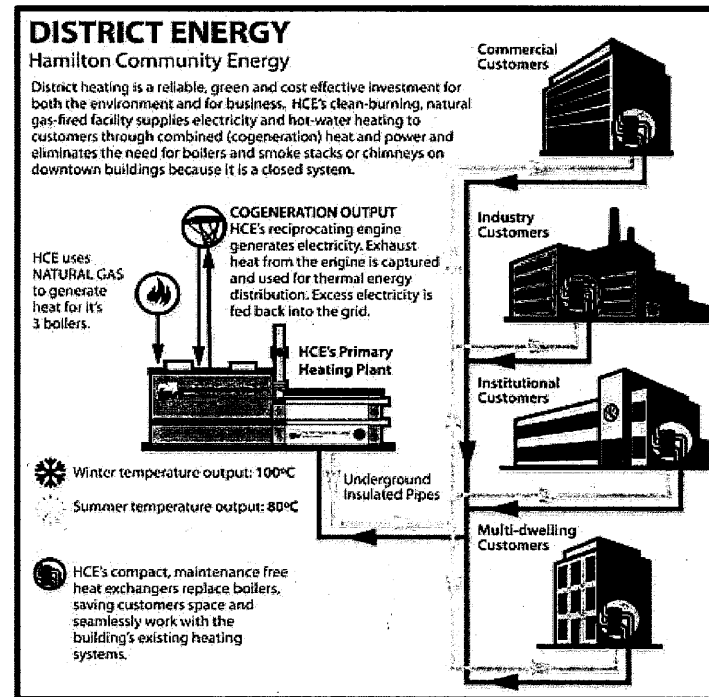 DISTRICT ENERGY
Hamilton Community Energy
District heating is a reliable, green and cost effective investment for
both the environment and for business. HCE's clean-burning, natural
gas-fired facility supplies electricity and hot-water heating to
customers through combined (cogeneration) heat and power and
eliminates the need for boilers and smoke stacks or chimneys on
downtown buildings because it is a closed system.
COGENERATION OUTPUT
HCE's reciprocating engine
generates electricity. Exhaust
heat from the engine is captured
and used for thermal energy
distribution. Excess electricity is
fed back into the grid.
HCE uses
NATURAL GAS
to generate
heat for it's
3 boilers.
HCE's Primary
Heating Plant
Winter temperature output: 100ºC
Summer temperature output: 80ºC
Underground
Insulated Pipes
HCE's compact, maintenance free
heat exchangers replace boilers,
saving customers space and
seamlessly work with the
building's existing heating
systems.
Commercial
Customers
Industry
Customers
Institutional
Customers
Multi-dwelling
Customers